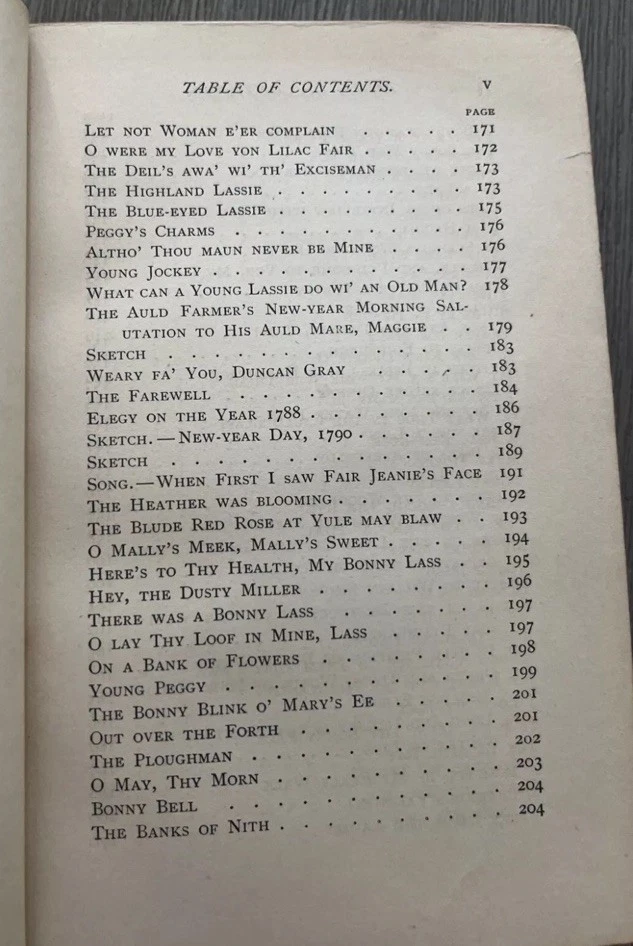 TABLE OF CONTENTS. V
PAGE
LET NOT WOMAN E'ER COMPLAIN . . . . . 171
O WERE MY LOVE YON LILAC FAIR . . . . . 172
THE DEIL'S AWA' WI' TH' EXCISEMAN . . . . 173
THE HIGHLAND LASSIE . . . . . . . . . 173
THE BLUE-EYED LASSIE . . . . . . . . . 175
PEGGY'S CHARMS . . . . . . . . . . . 176
ALTHO' THOU MAUN NEVER BE MINE . . . . 176
YOUNG JOCKEY . . . . . . . . . . . . 177
WHAT CAN A YOUNG LASSIE DO WI' AN OLD MAN? 178
THE AULD FARMER'S NEW-YEAR MORNING SAL-
UTATION TO HIS AULD MARE, MAGGIE . . 179
SKETCH . . . . . . . . . . . . . . 183
WEARY FA' YOU, DUNCAN GRAY . . . . . 183
THE FAREWELL . . . . . . . . . . . 184
ELEGY ON THE YEAR 1788 . . . . . . . 186
SKETCH.—NEW-YEAR DAY, 1790 . . . . . . 187
SKETCH . . . . . . . . . . . . . . 189
SONG.—WHEN FIRST I SAW FAIR JEANIE'S FACE 191
THE HEATHER WAS BLOOMING . . . . . . 192
THE BLUDE RED ROSE AT YULE MAY BLAW . . 193
O MALLY'S MEEK, MALLY'S SWEET . . . . . 194
HERE'S TO THY HEALTH, MY BONNY LASS . . 195
HEY, THE DUSTY MILLER . . . . . . . 196
THERE WAS A BONNY LASS . . . . . . . 197
O LAY THY LOOF IN MINE, LASS . . . . . 197
ON A BANK OF FLOWERS . . . . . . . 198
YOUNG PEGGY . . . . . . . . . . . 199
THE BONNY BLINK O' MARY'S EE . . . . . 201
OUT OVER THE FORTH . . . . . . . . 201
THE PLOUGHMAN . . . . . . . . . . 202
O MAY, THY MORN . . . . . . . . . 203
BONNY BELL . . . . . . . . . . . 204
THE BANKS OF NITH . . . . . . . . . 204